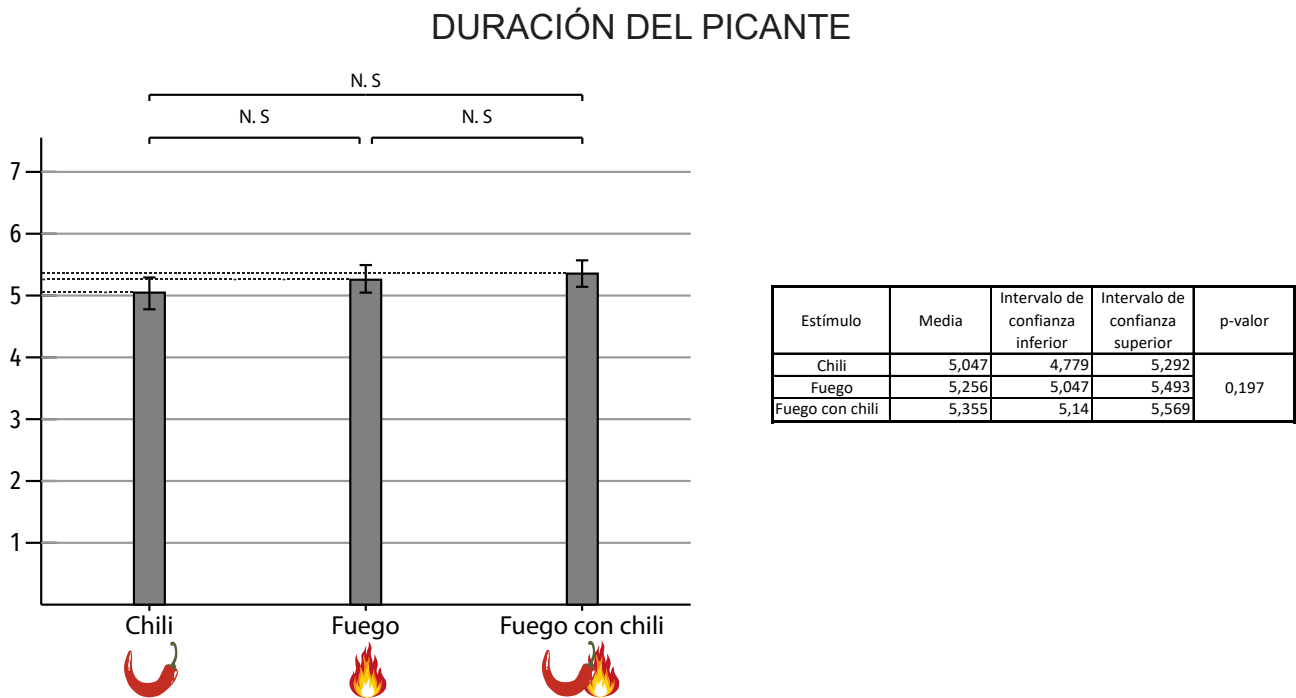 DURACIÓN DEL PICANTE
N. S
N. S N. S
7
6
5
4
3
2
1
Chili Fuego Fuego con chili
Estímulo Media Intervalo de confianza inferior Intervalo de confianza superior p-valor
Chili 5,047 4,779 5,292
Fuego 5,256 5,047 5,493 0,197
Fuego con chili 5,355 5,14 5,569